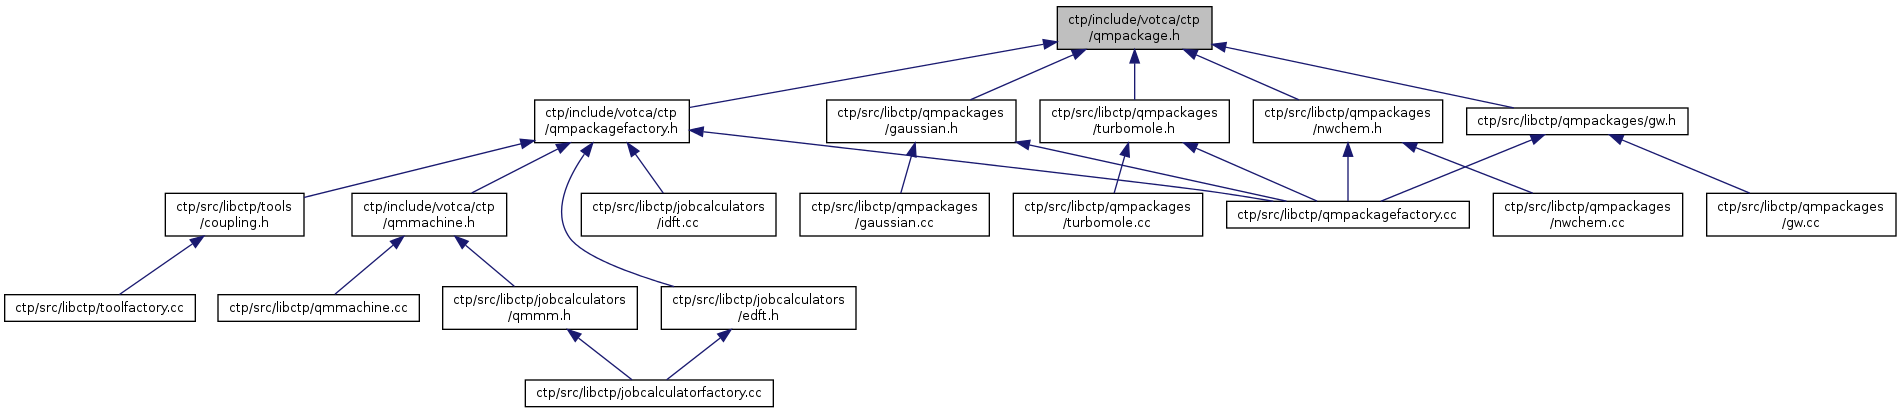 ctp/include/votca/ctp
/qmpackage.h
ctp/include/votca/ctp
/qmpackagefactory.h
ctp/src/libctp/qmpackages
/gaussian.h
ctp/src/libctp/qmpackages
/turbomole.h
ctp/src/libctp/qmpackages
/nwchem.h
ctp/src/libctp/qmpackages/gw.h
ctp/src/libctp/tools
/coupling.h
ctp/include/votca/ctp
/qmmachine.h
ctp/src/libctp/jobcalculators
/idft.cc
ctp/src/libctp/qmpackages
/gaussian.cc
ctp/src/libctp/qmpackages
/turbomole.cc
ctp/src/libctp/qmpackagefactory.cc
ctp/src/libctp/qmpackages
/nwchem.cc
ctp/src/libctp/qmpackages
/gw.cc
ctp/src/libctp/toolfactory.cc
ctp/src/libctp/qmmachine.cc
ctp/src/libctp/jobcalculators
/qmmm.h
ctp/src/libctp/jobcalculators
/edft.h
ctp/src/libctp/jobcalculatorfactory.cc